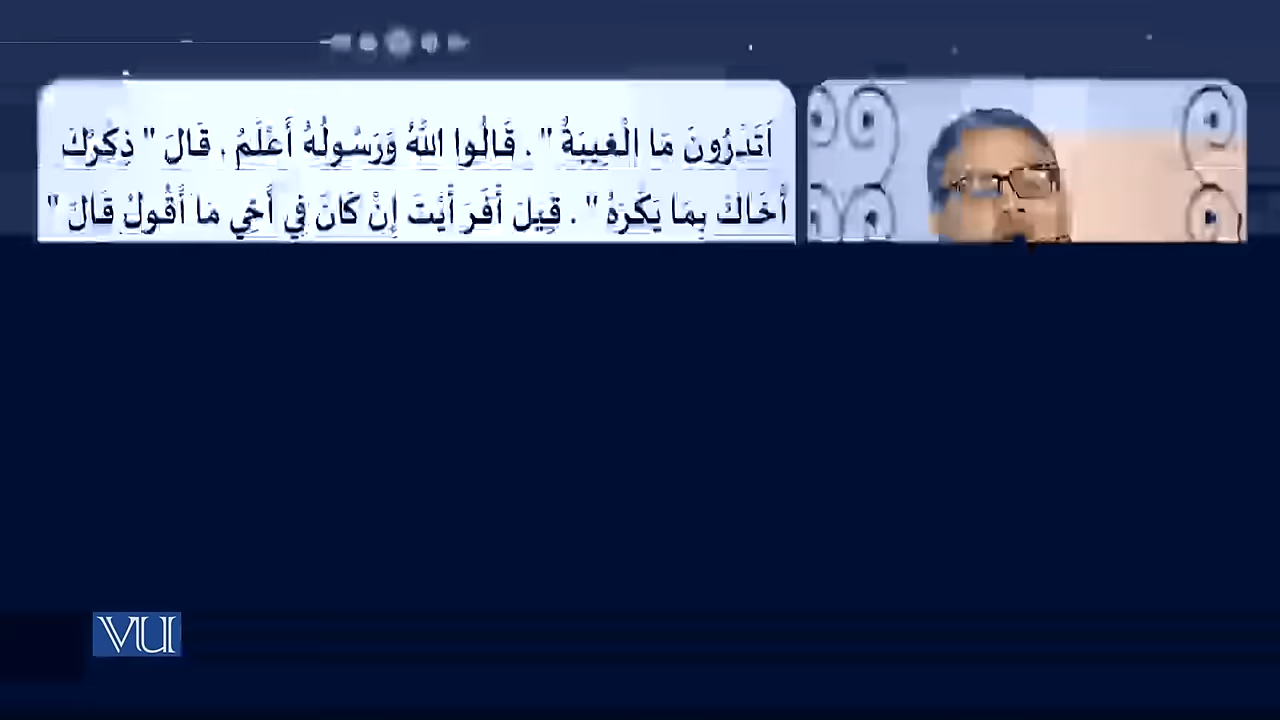 أَتَدْرُونَ مَا الْغِيبَةُ " . قَالُوا اللَّهُ وَرَسُولُهُ أَعْلَمُ . قَالَ " ذِكْرُكَ
أَخَاكَ بِمَا يَكْرَهُ " . قِيلَ أَفَرَأَيْتَ إِنْ كَانَ فِي أَخِي مَا أَقُولُ قَالَ "
VU